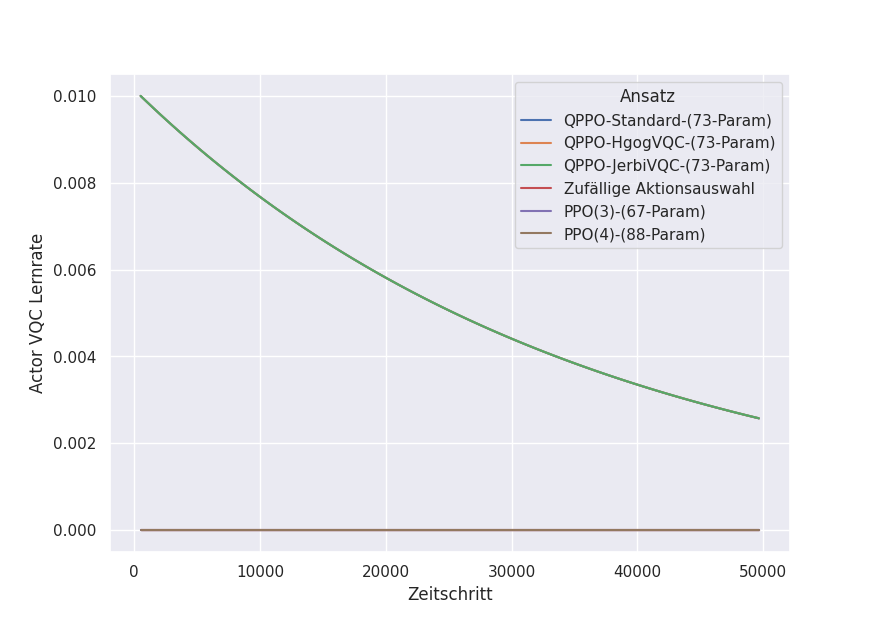 Ansatz
QPPO-Standard-(73-Param)
QPPO-HgogVQC-(73-Param)
QPPO-JerbiVQC-(73-Param)
Zufällige Aktionsauswahl
PPO(3)-(67-Param)
PPO(4)-(88-Param)
Actor VQC Lernrate
0.010
0.008
0.006
0.004
0.002
0.000
0 10000 20000 30000 40000 50000
Zeitschritt